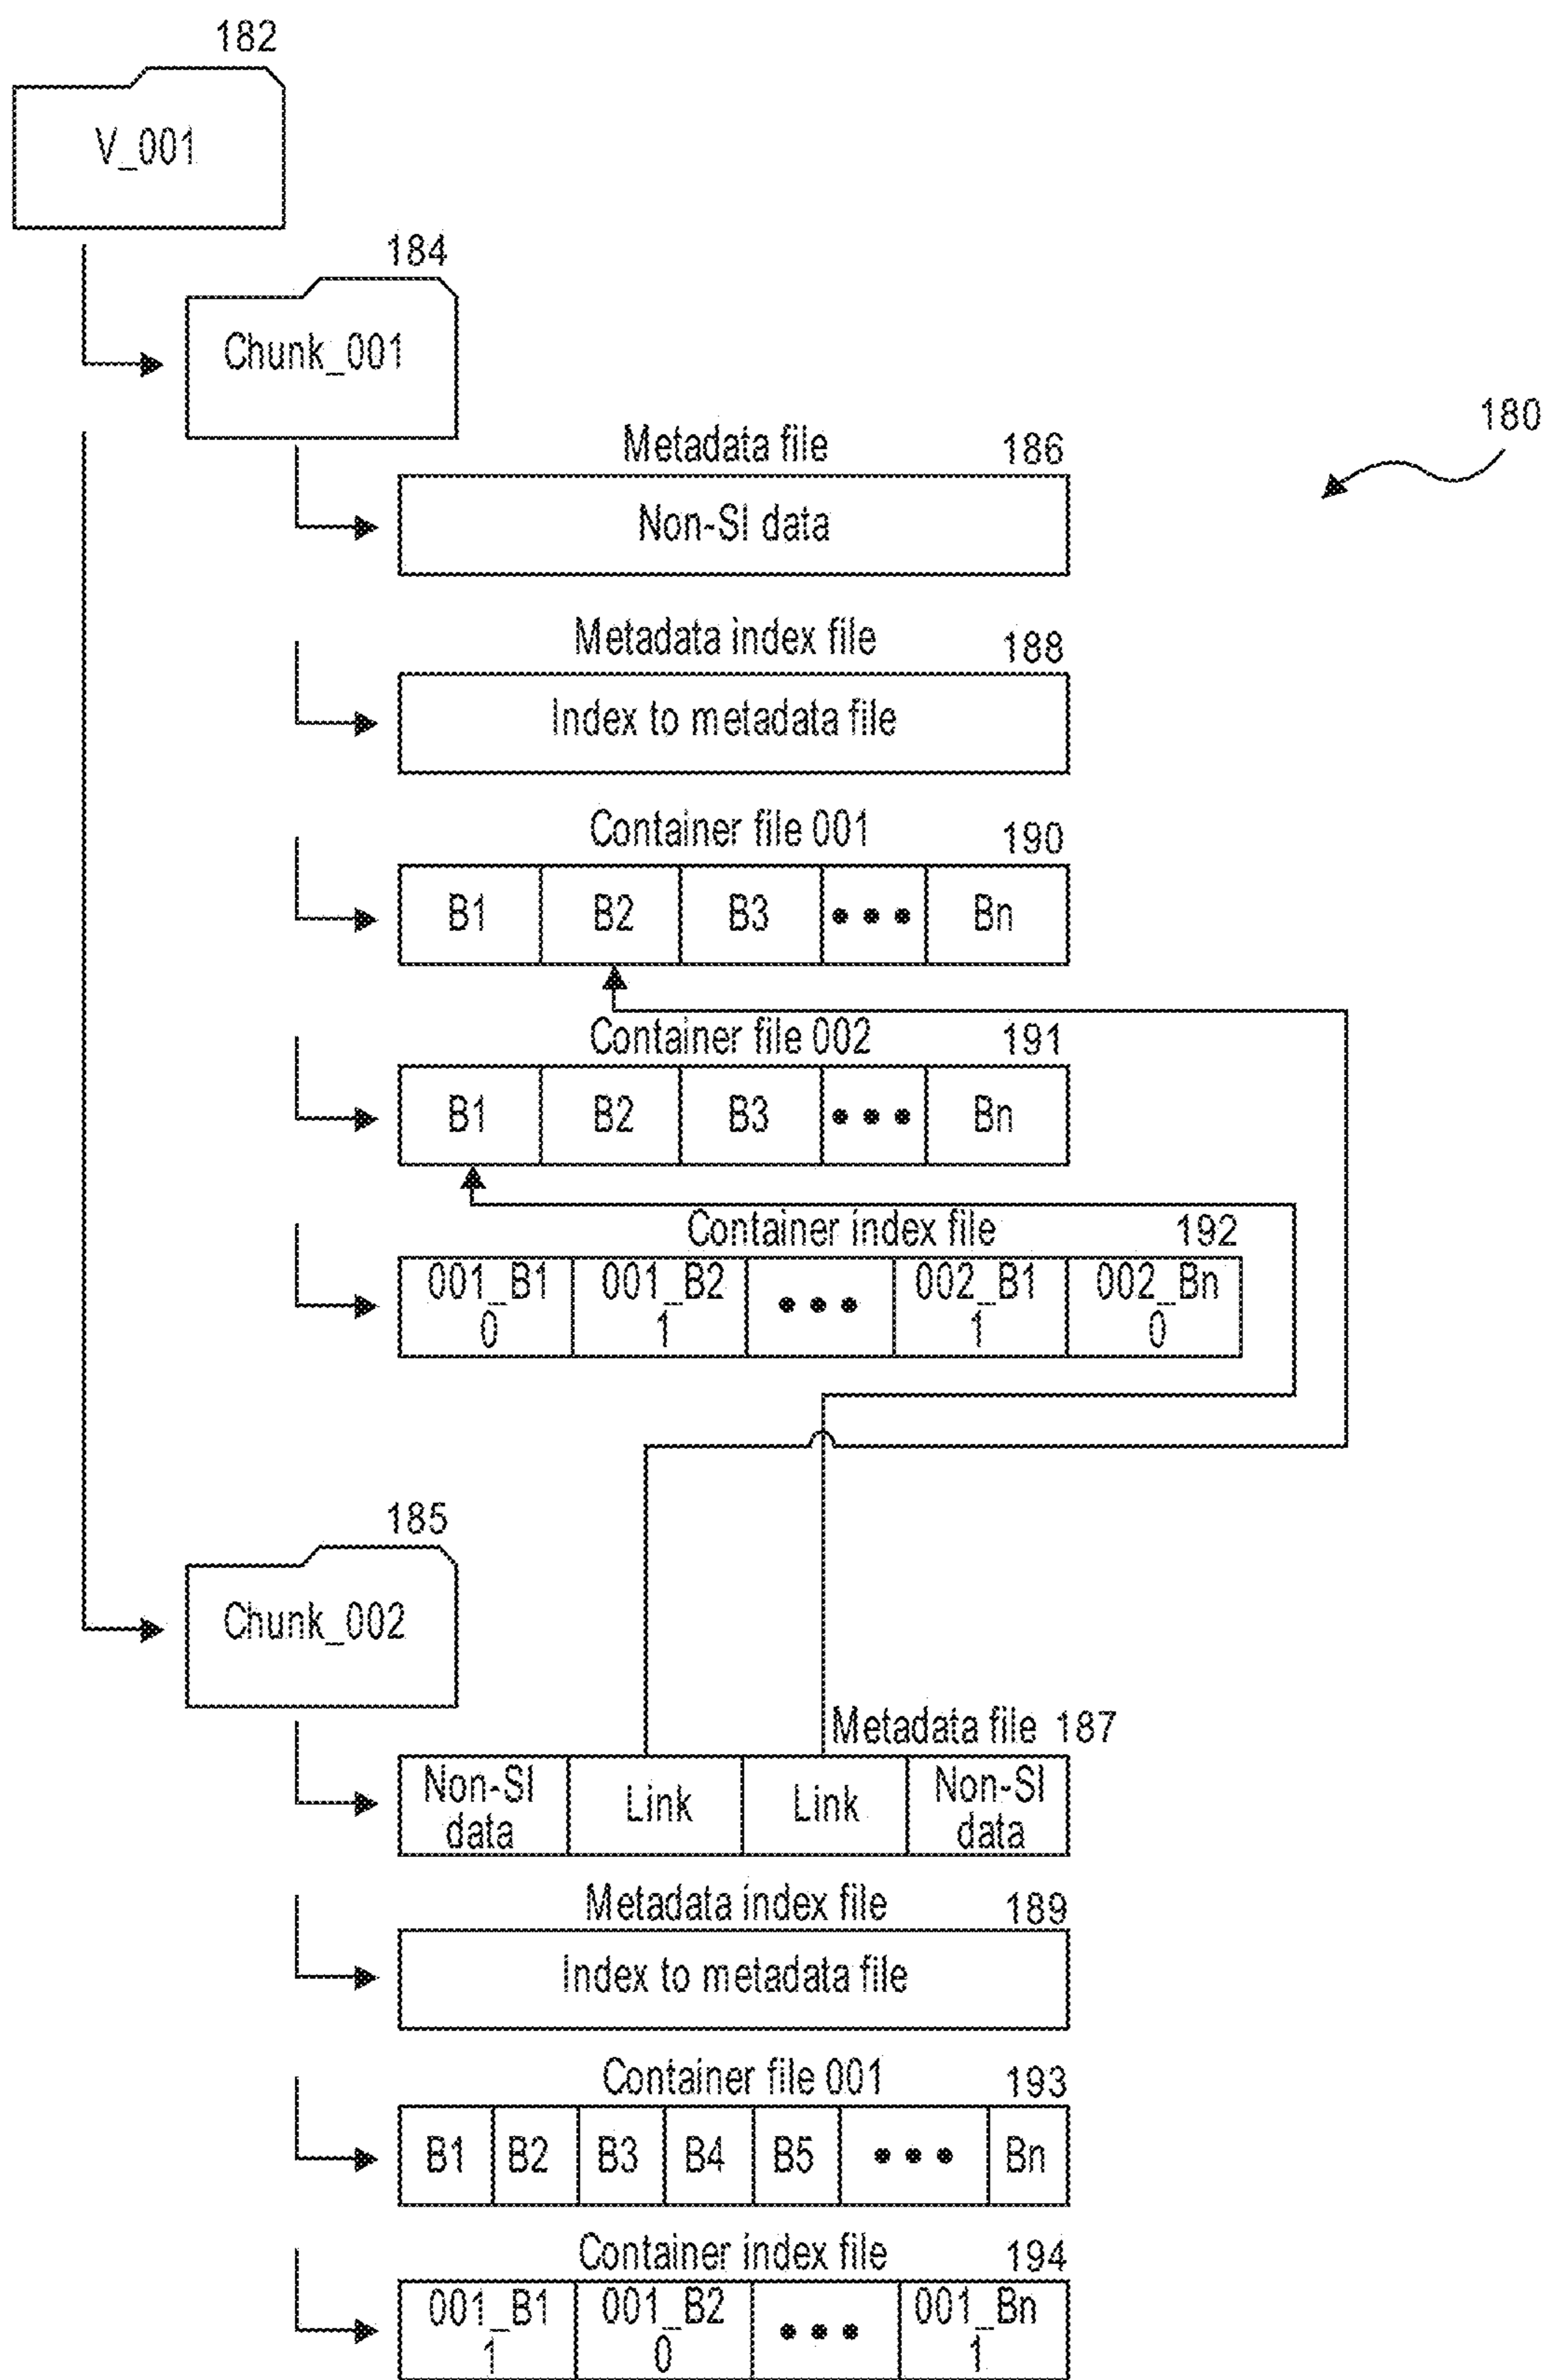 182
V_001
184
Chunk_001
180
Metadata file 186
Non-SI data
Metadata index file 188
Index to metadata file
Container file 001 190
B1 B2 B3 ••• Bn
Container file 002 191
B1 B2 B3 ••• Bn
Container index file 192
001_B1 001_B2 ••• 002_B1 002_Bn
0 1 1 0
185
Chunk_002
Metadata file 187
Non-SI Link Link Non-SI
data data
Metadata index file 189
Index to metadata file
Container file 001 193
B1 B2 B3 B4 B5 ••• Bn
Container index file 194
001_B1 001_B2 ••• 001_Bn
1 0 1